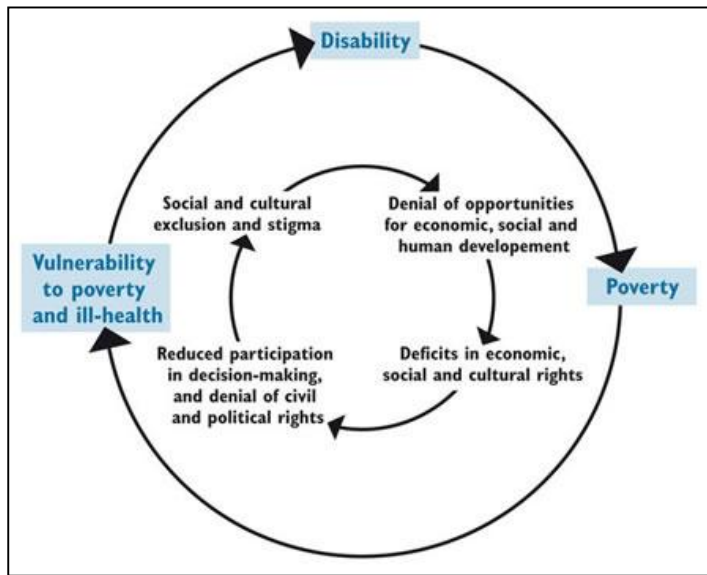 Disability
Social and cultural
exclusion and stigma
Denial of opportunities
for economic, social and
human developement
Vulnerability
to poverty
and ill-health
Poverty
Reduced participation
in decision-making,
and denial of civil
and political rights
Deficits in economic,
social and cultural rights